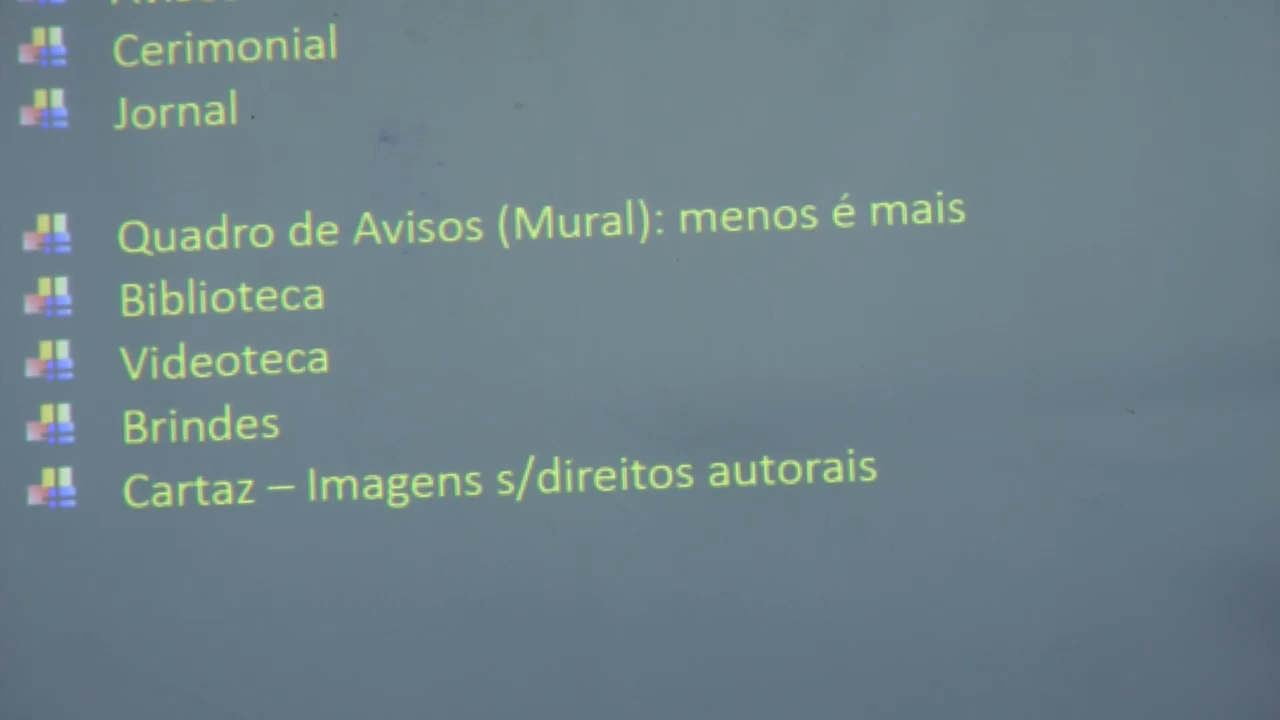 Cerimonial
Jornal
Quadro de Avisos (Mural): menos é mais
Biblioteca
Videoteca
Brindes
Cartaz – Imagens s/direitos autorais